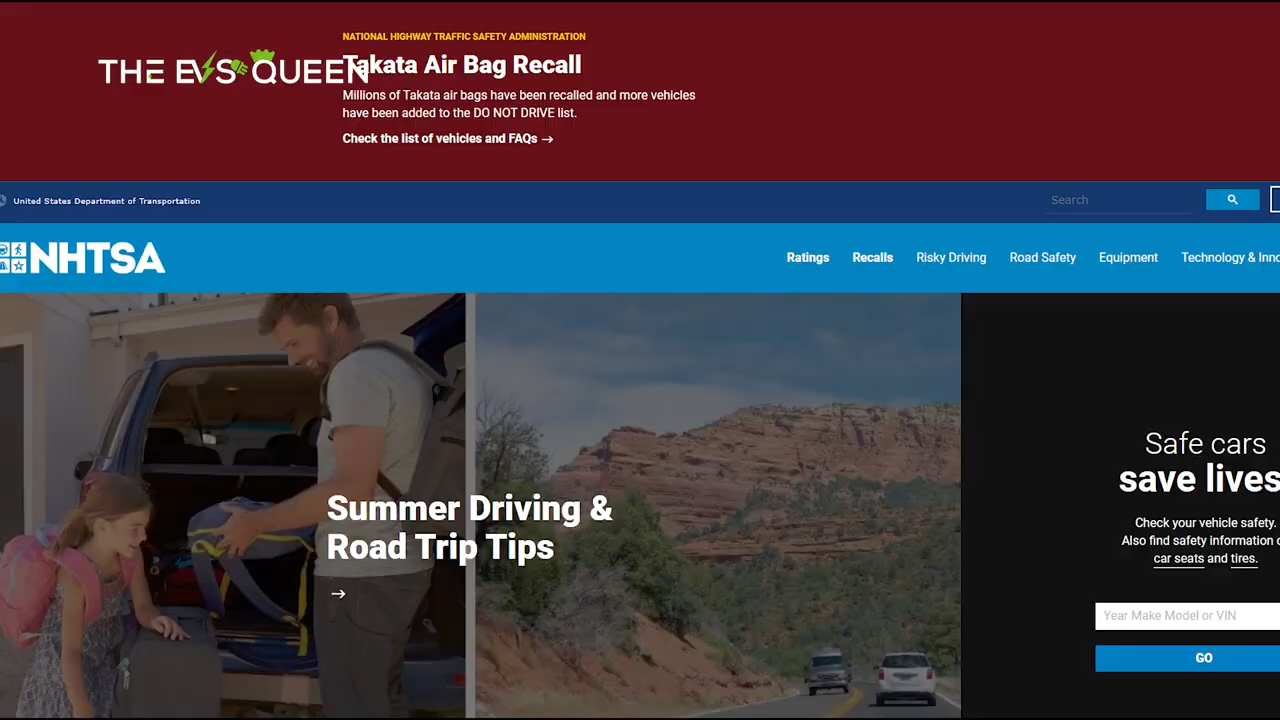 NATIONAL HIGHWAY TRAFFIC SAFETY ADMINISTRATION
THE EVS QUEEN
Takata Air Bag Recall
Millions of Takata air bags have been recalled and more vehicles
have been added to the DO NOT DRIVE list.
Check the list of vehicles and FAQs →
United States Department of Transportation
Search
NHTSA
Ratings Recalls Risky Driving Road Safety Equipment Technology & Inno
Summer Driving &
Road Trip Tips
→
Safe cars
save lives
Check your vehicle safety.
Also find safety information o
car seats and tires.
Year Make Model or VIN
GO